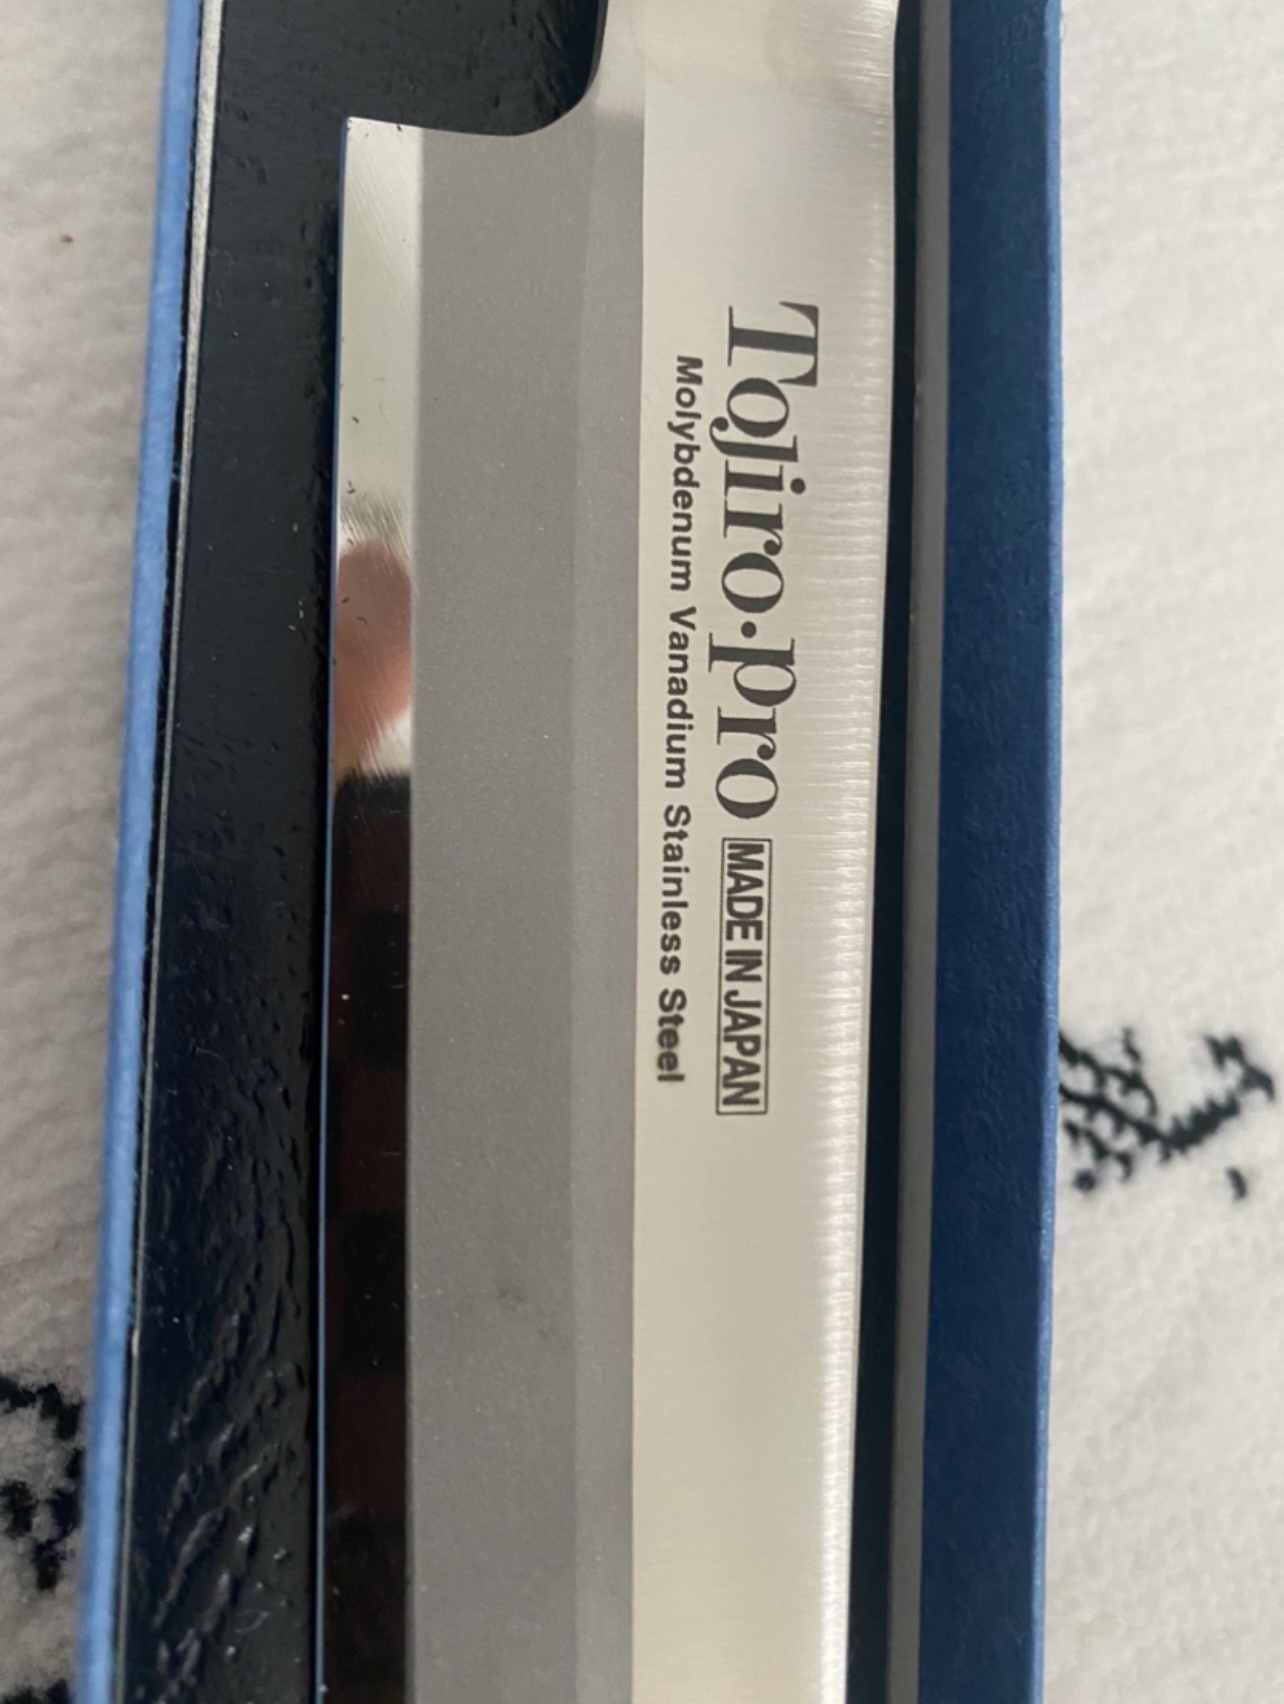 Tojiro·pro MADE IN JAPAN
Molybdenum Vanadium Stainless Steel